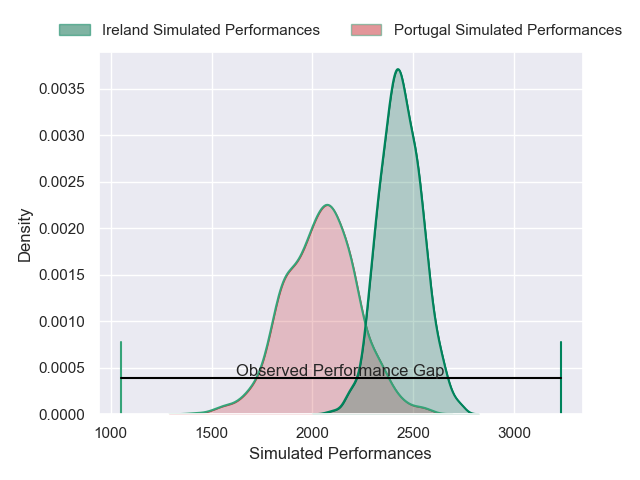 Ireland Simulated Performances
Portugal Simulated Performances
0.0035
0.0030
0.0025
0.0020
0.0015
0.0010
0.0005
0.0000
Density
Observed Performance Gap
1000 1500 2000 2500 3000
Simulated Performances